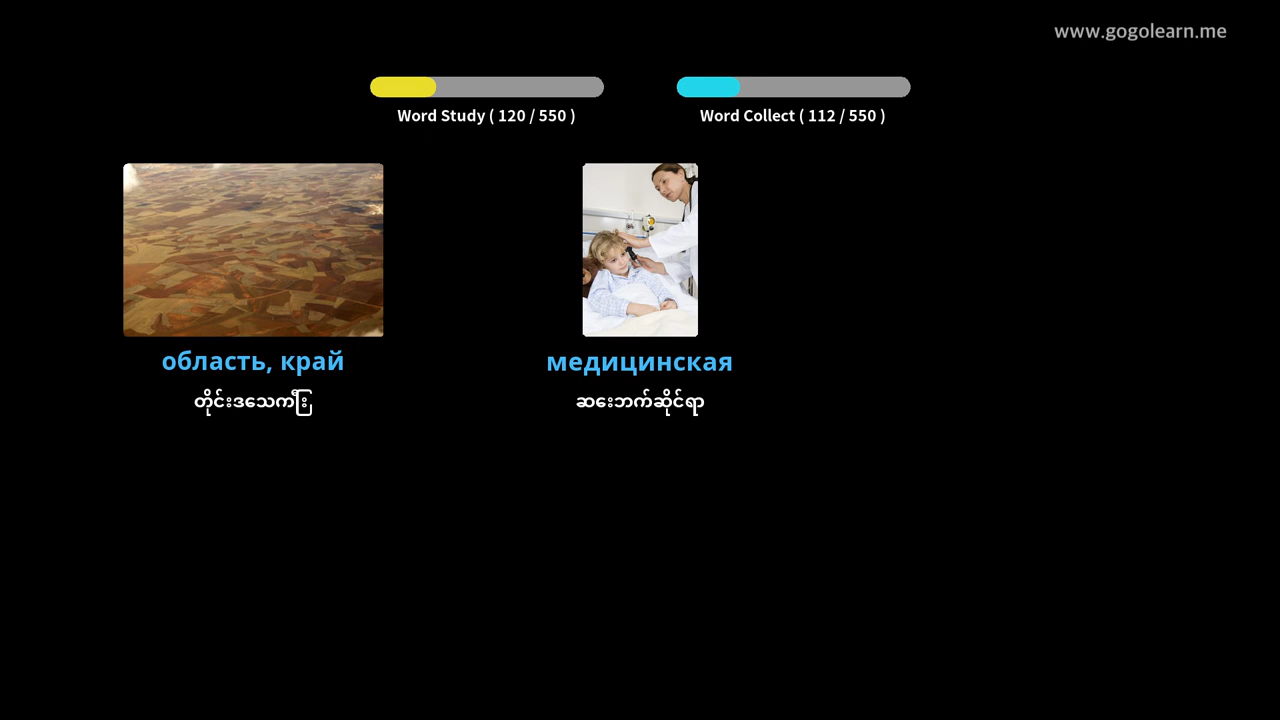 www.gogolearn.me
Word Study ( 120 / 550 )
Word Collect ( 112 / 550 )
область, край
медицинская
တိုင်းဒသေကြီး
ဆးေဘက်ဆိုင်ရာ